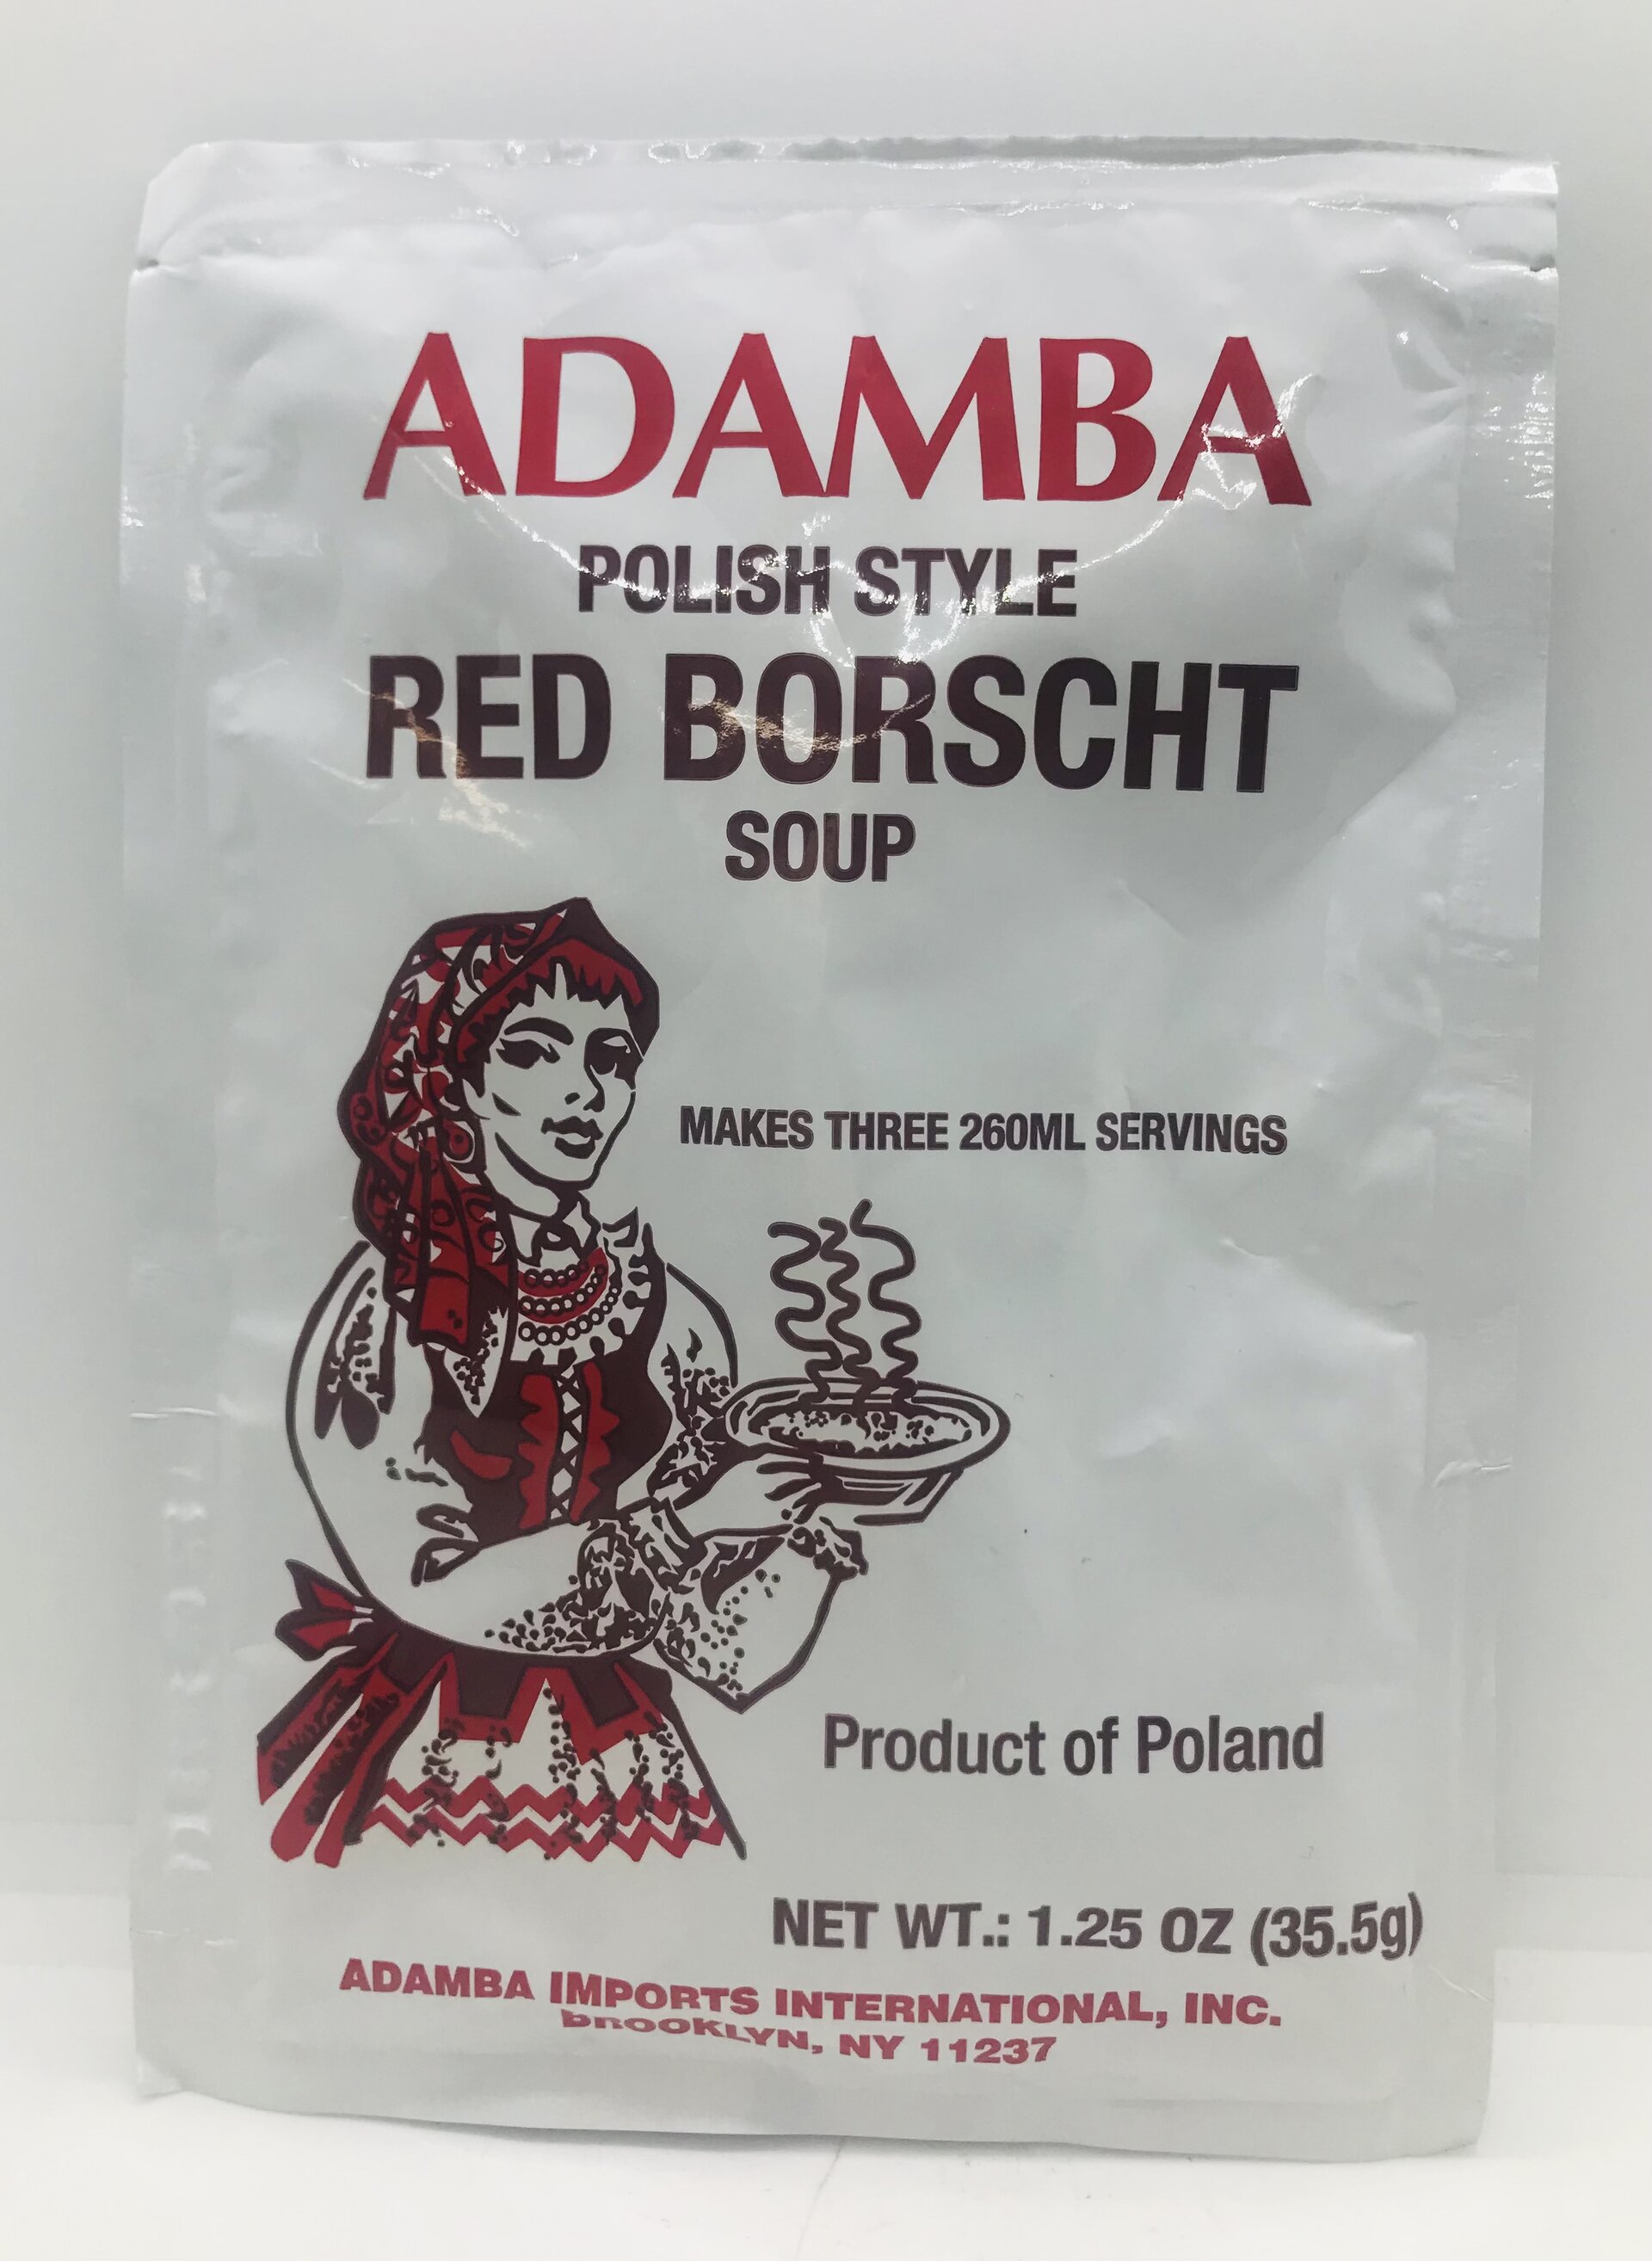 ADAMBA
POLISH STYLE
RED BORSCHT
SOUP
MAKES THREE 260ML SERVINGS
Product of Poland
NET WT.: 1.25 OZ (35.5g)
ADAMBA IMPORTS INTERNATIONAL, INC.
BROOKLYN, NY 11237